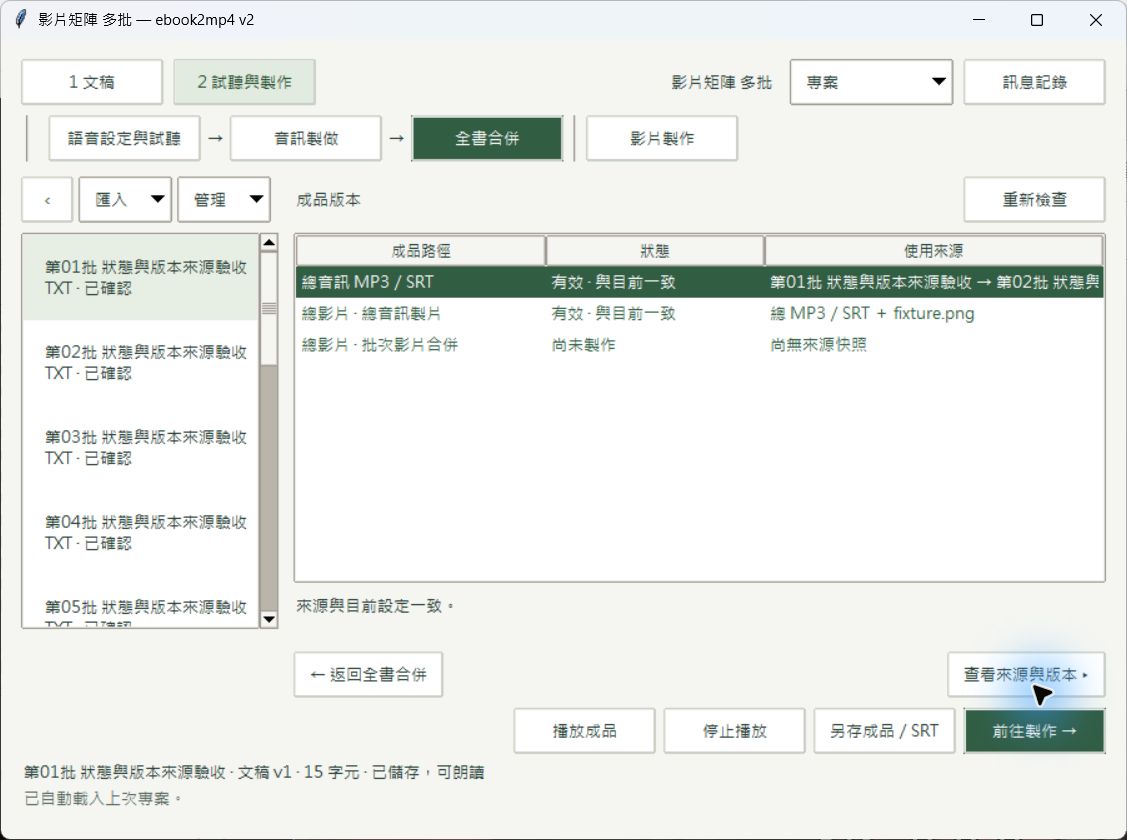 影片矩陣 多批 — ebook2mp4 v2
1 文稿
2 試聽與製作
影片矩陣 多批
專案
訊息記錄
語音設定與試聽
→
音訊製做
→
全書合併
影片製作
‹
匯入
管理
成品版本
重新檢查
第01批 狀態與版本來源驗收
TXT · 已確認
第02批 狀態與版本來源驗收
TXT · 已確認
第03批 狀態與版本來源驗收
TXT · 已確認
第04批 狀態與版本來源驗收
TXT · 已確認
第05批 狀態與版本來源驗收
TXT · 已確認
成品路徑 狀態 使用來源
總音訊 MP3 / SRT 有效 · 與目前一致 第01批 狀態與版本來源驗收 → 第02批 狀態與
總影片 · 總音訊製片 有效 · 與目前一致 總 MP3 / SRT + fixture.png
總影片 · 批次影片合併 尚未製作 尚無來源快照
來源與目前設定一致。
← 返回全書合併
查看來源與版本 ▸
播放成品
停止播放
另存成品 / SRT
前往製作 →
第01批 狀態與版本來源驗收 · 文稿 v1 · 15 字元 · 已儲存，可朗讀
已自動載入上次專案。